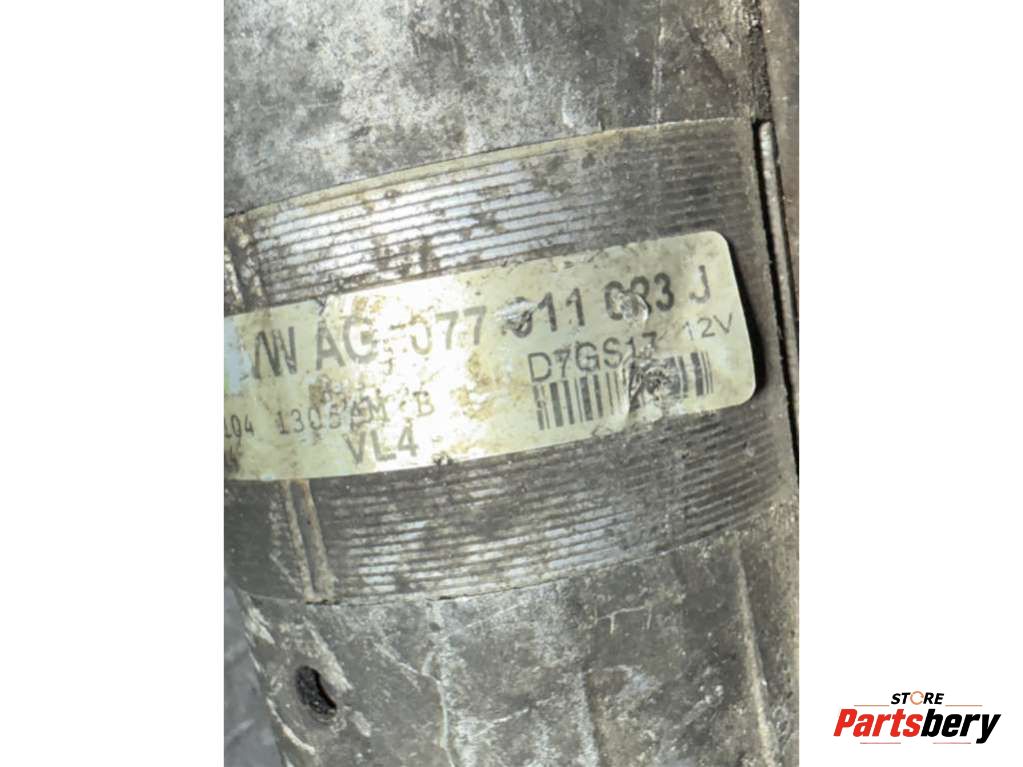 VW AG 077 911 023 J
D7GS17 12V
VL4
STORE
Partsbery